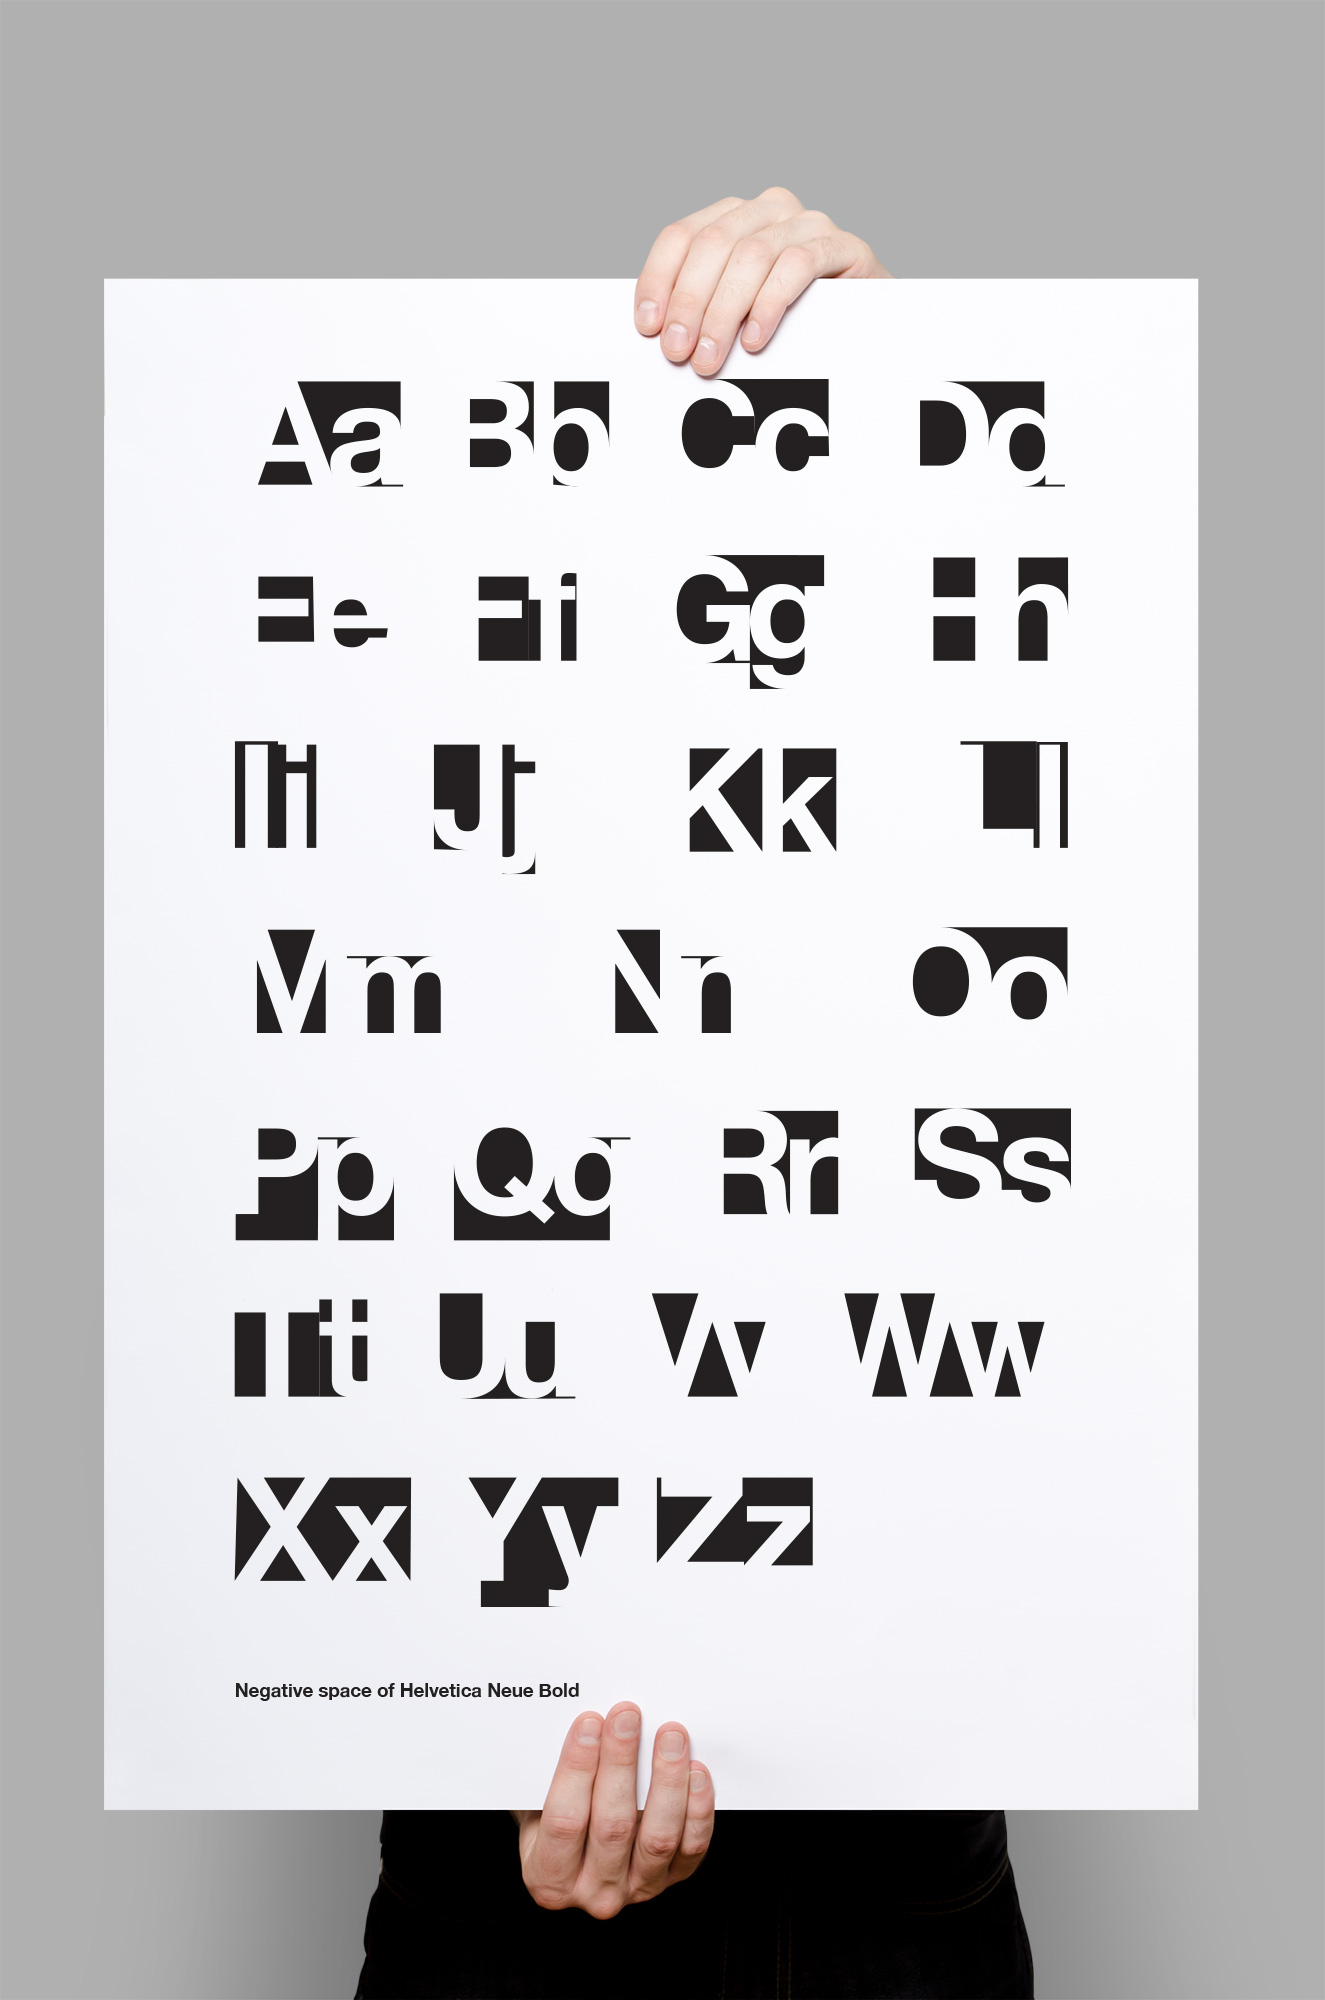 Aa Bb Cc Dd
Ee Ff Gg Hh
Ii Jj Kk Ll
Mm Nn Oo
Pp Qq Rr Ss
Tt Uu Vv Ww
Xx Yy Zz
Negative space of Helvetica Neue Bold